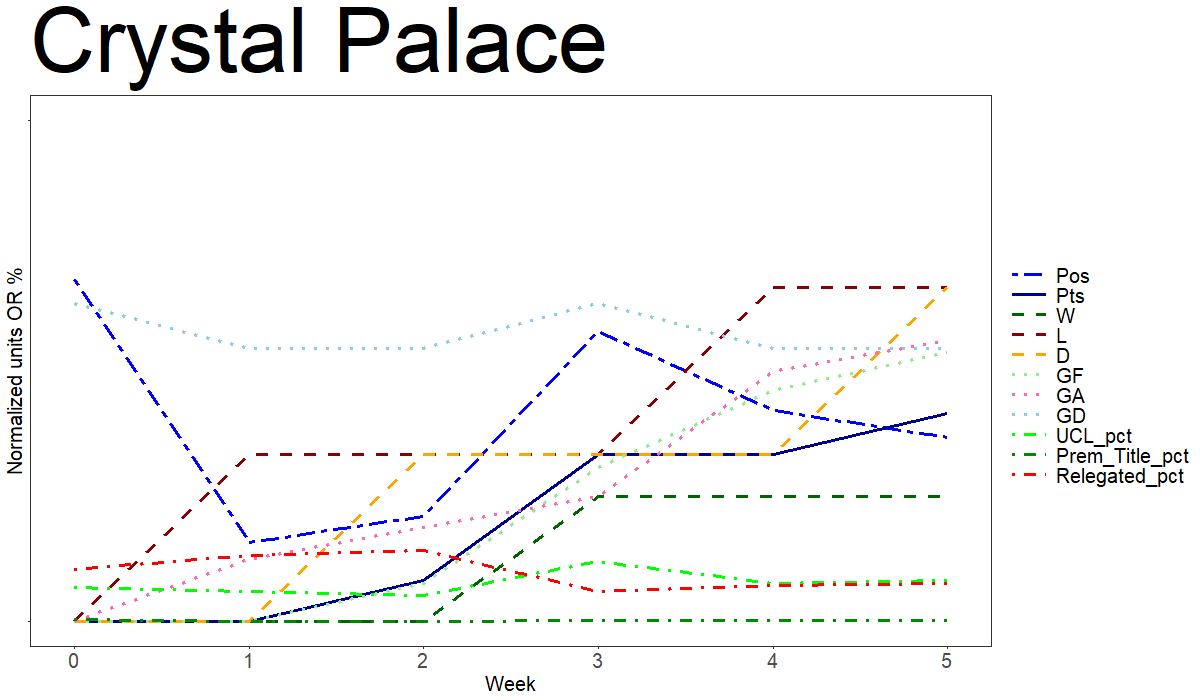 Crystal Palace
Normalized units OR %
0 1 2 3 4 5
Week
Pos
Pts
W
L
D
GF
GA
GD
UCL_pct
Prem_Title_pct
Relegated_pct